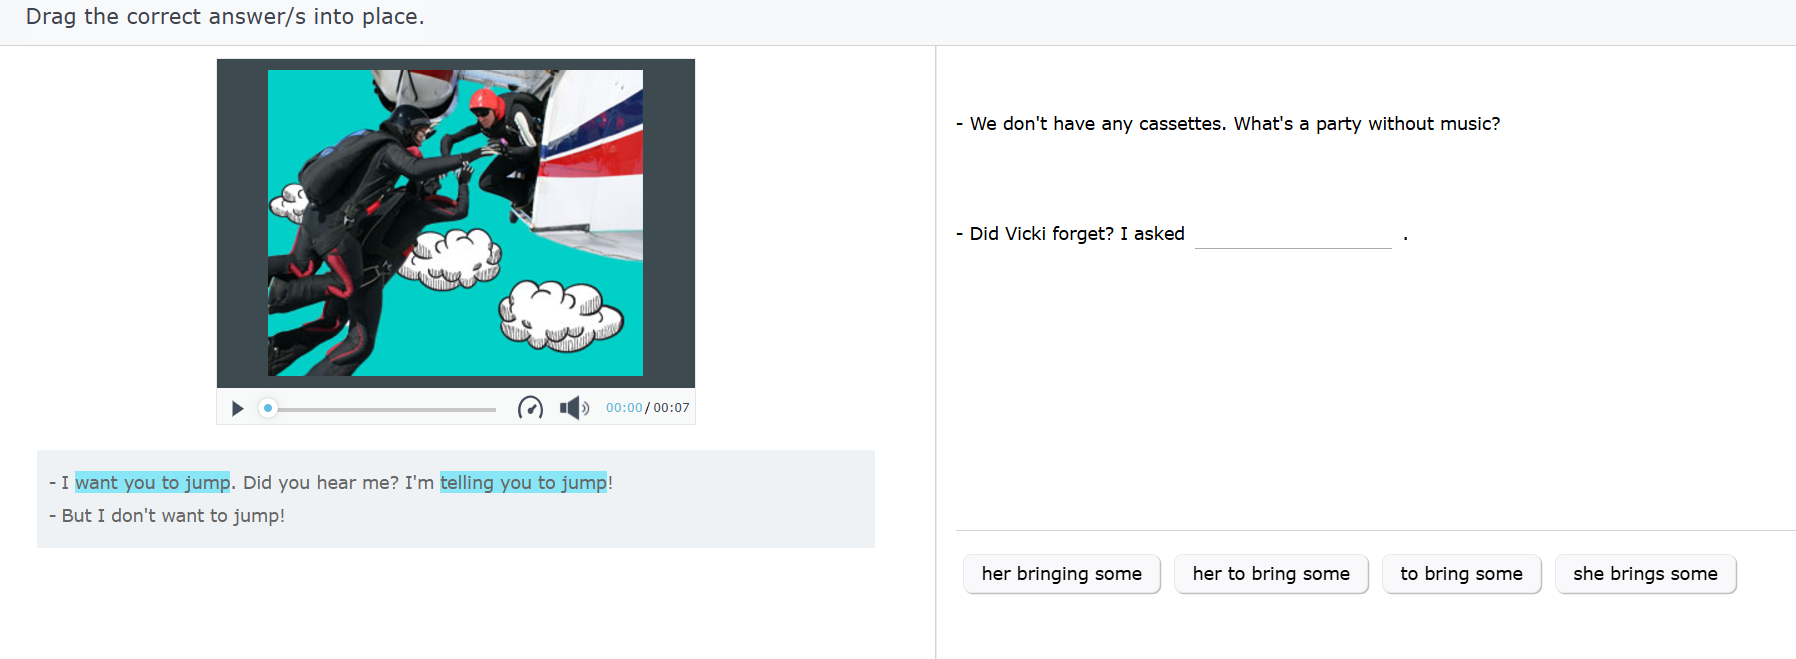 Drag the correct answer/s into place.
00:00/00:07
- I want you to jump. Did you hear me? I'm telling you to jump!
- But I don't want to jump!
- We don't have any cassettes. What's a party without music?
- Did Vicki forget? I asked ____________ .
her bringing some
her to bring some
to bring some
she brings some